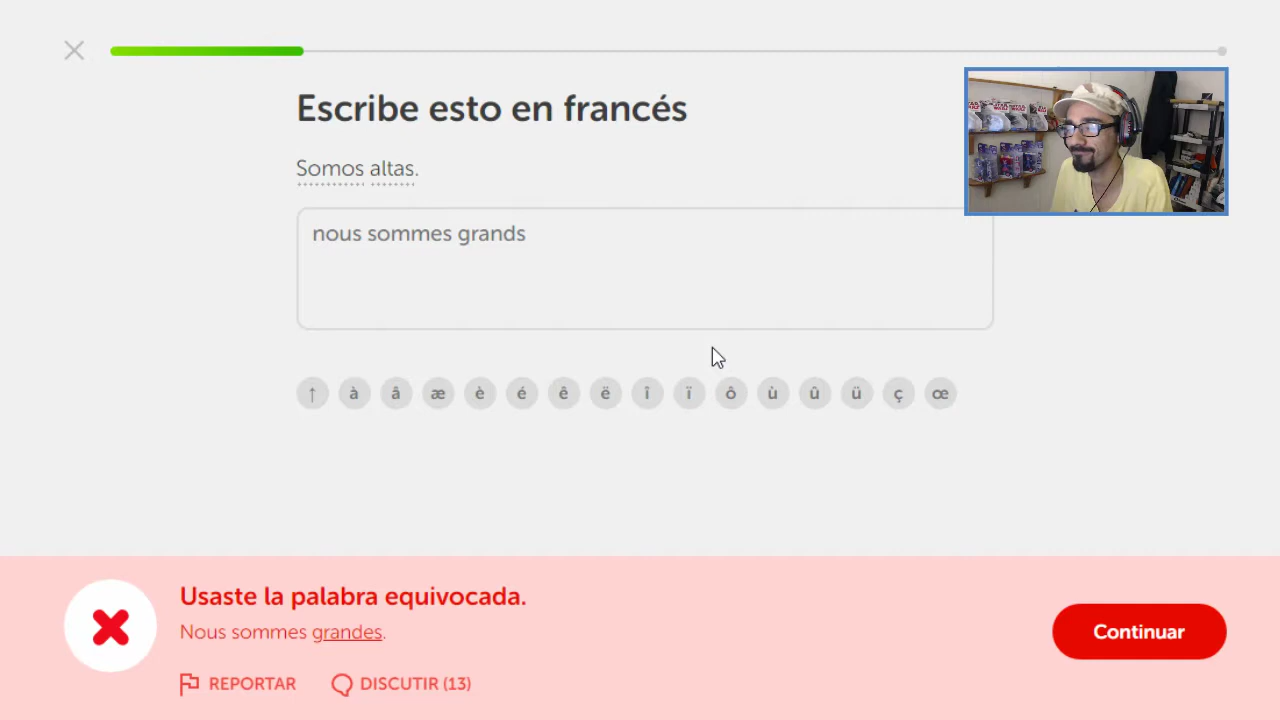 Escribe esto en francés
Somos altas.
nous sommes grands
↑ à â æ è é ê ë î ï ô ù û ü ç œ
Usaste la palabra equivocada.
Nous sommes grandes.
Continuar
REPORTAR DISCUTIR (13)